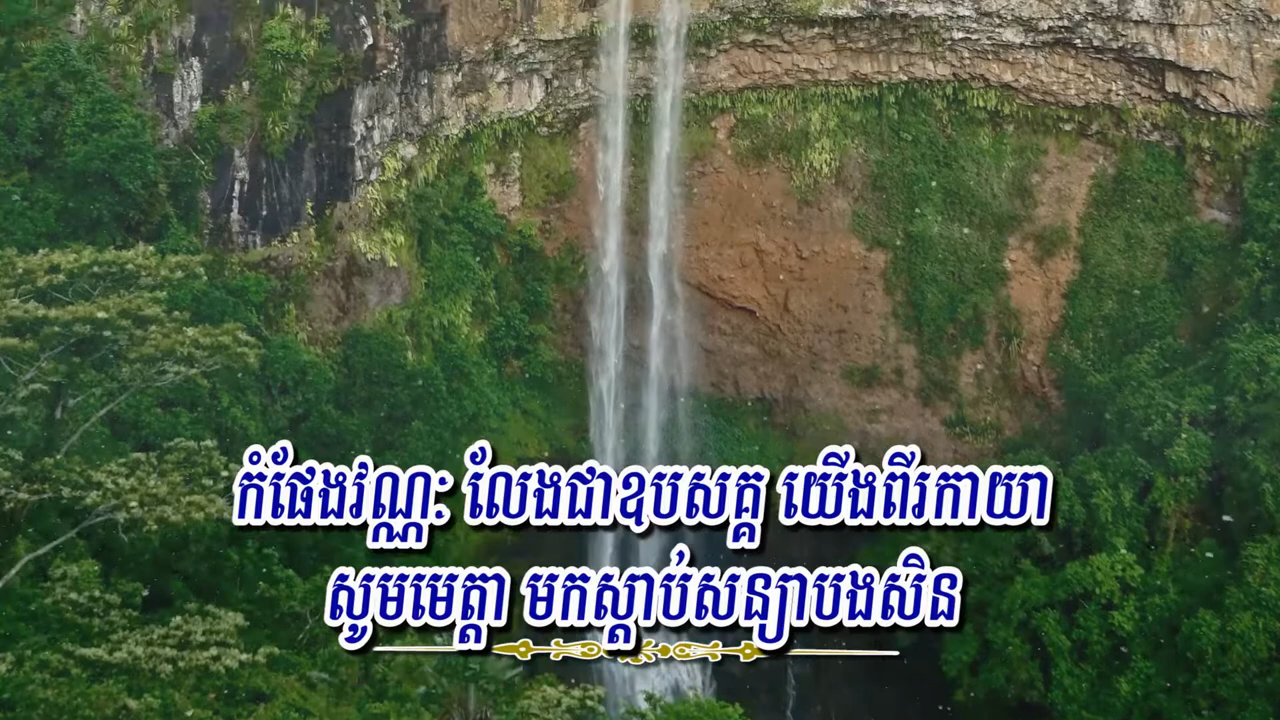 កំផែងវណ្ណៈ លែងជាឧបសគ្គ យើងពីរកាយា
សូមមេត្តា មកស្ដាប់សន្យាបងសិន